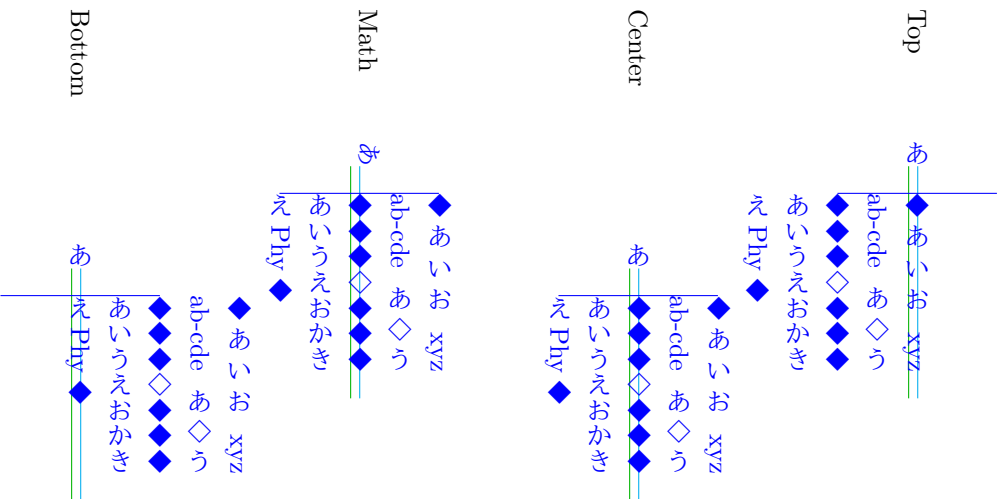 Top
あ
◆あいお xyz
ab-cde あ◇う
◆◆◆◇◆◆◆
あいうえおかき
え Phy ◆
Center
あ
◆あいお xyz
ab-cde あ◇う
◆◆◆◇◆◆◆
あいうえおかき
え Phy ◆
Math
あ
◆あいお xyz
ab-cde あ◇う
◆◆◆◇◆◆◆
あいうえおかき
え Phy ◆
Bottom
あ
◆あいお xyz
ab-cde あ◇う
◆◆◆◇◆◆◆
あいうえおかき
え Phy ◆